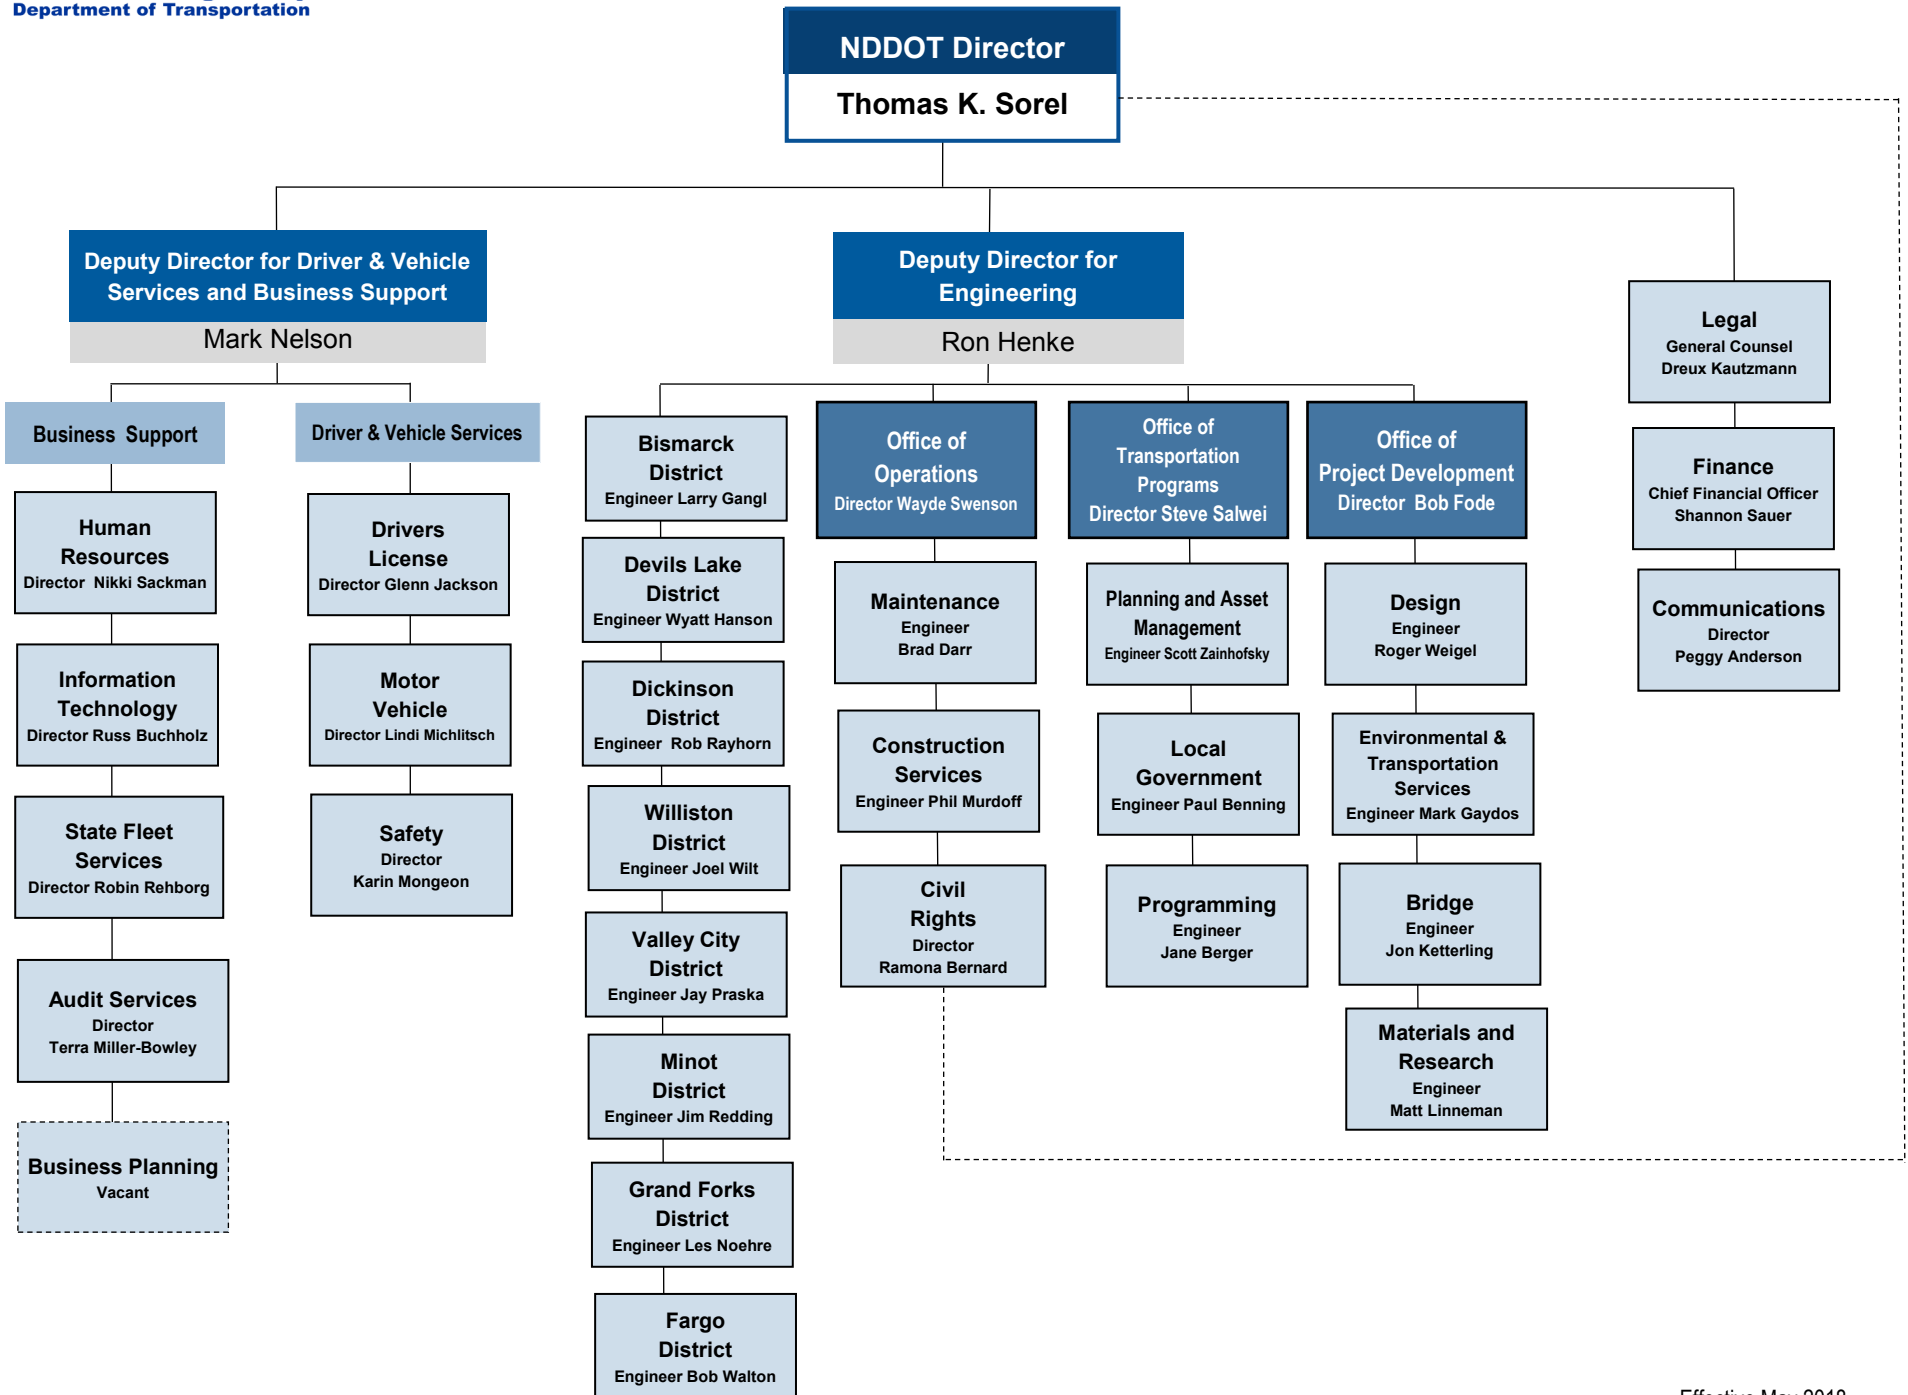 Department of Transportation
NDDOT Director
Thomas K. Sorel
Deputy Director for Driver & Vehicle
Services and Business Support
Mark Nelson
Deputy Director for
Engineering
Ron Henke
Legal
General Counsel
Dreux Kautzmann
Finance
Chief Financial Officer
Shannon Sauer
Communications
Director
Peggy Anderson
Business Support
Human
Resources
Director Nikki Sackman
Information
Technology
Director Russ Buchholz
State Fleet
Services
Director Robin Rehborg
Audit Services
Director
Terra Miller-Bowley
Business Planning
Vacant
Driver & Vehicle Services
Drivers
License
Director Glenn Jackson
Motor
Vehicle
Director Lindi Michlitsch
Safety
Director
Karin Mongeon
Bismarck
District
Engineer Larry Gangl
Devils Lake
District
Engineer Wyatt Hanson
Dickinson
District
Engineer Rob Rayhorn
Williston
District
Engineer Joel Wilt
Valley City
District
Engineer Jay Praska
Minot
District
Engineer Jim Redding
Grand Forks
District
Engineer Les Noehre
Fargo
District
Engineer Bob Walton
Office of
Operations
Director Wayde Swenson
Maintenance
Engineer
Brad Darr
Construction
Services
Engineer Phil Murdoff
Civil
Rights
Director
Ramona Bernard
Office of
Transportation
Programs
Director Steve Salwei
Planning and Asset
Management
Engineer Scott Zainhofsky
Local
Government
Engineer Paul Benning
Programming
Engineer
Jane Berger
Office of
Project Development
Director Bob Fode
Design
Engineer
Roger Weigel
Environmental &
Transportation
Services
Engineer Mark Gaydos
Bridge
Engineer
Jon Ketterling
Materials and
Research
Engineer
Matt Linneman
Effective May 2018